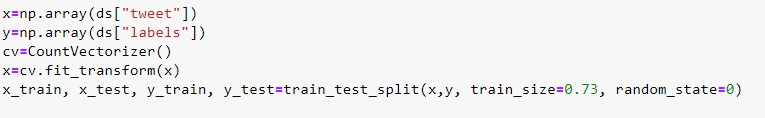 x=np.array(ds["tweet"])
y=np.array(ds["labels"])
cv=CountVectorizer()
x=cv.fit_transform(x)
x_train, x_test, y_train, y_test=train_test_split(x,y, train_size=0.73, random_state=0)